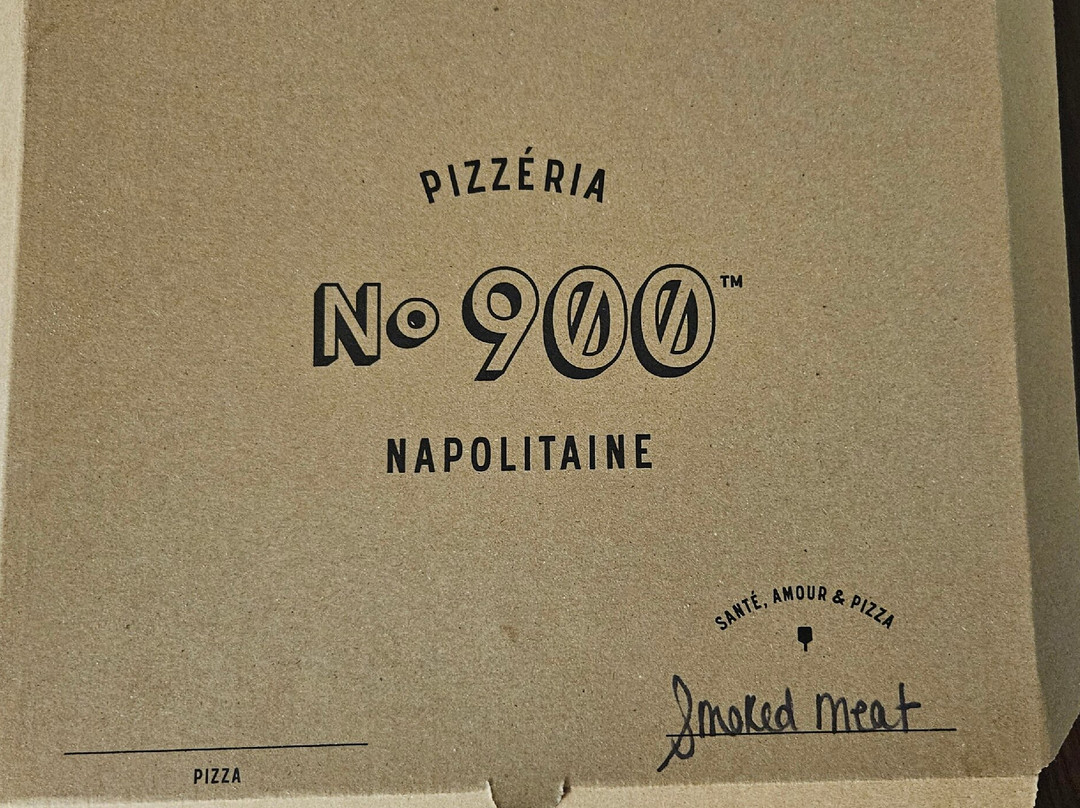 PIZZÉRIA
No 900™
NAPOLITAINE
SANTÉ, AMOUR & PIZZA
Smoked meat
PIZZA